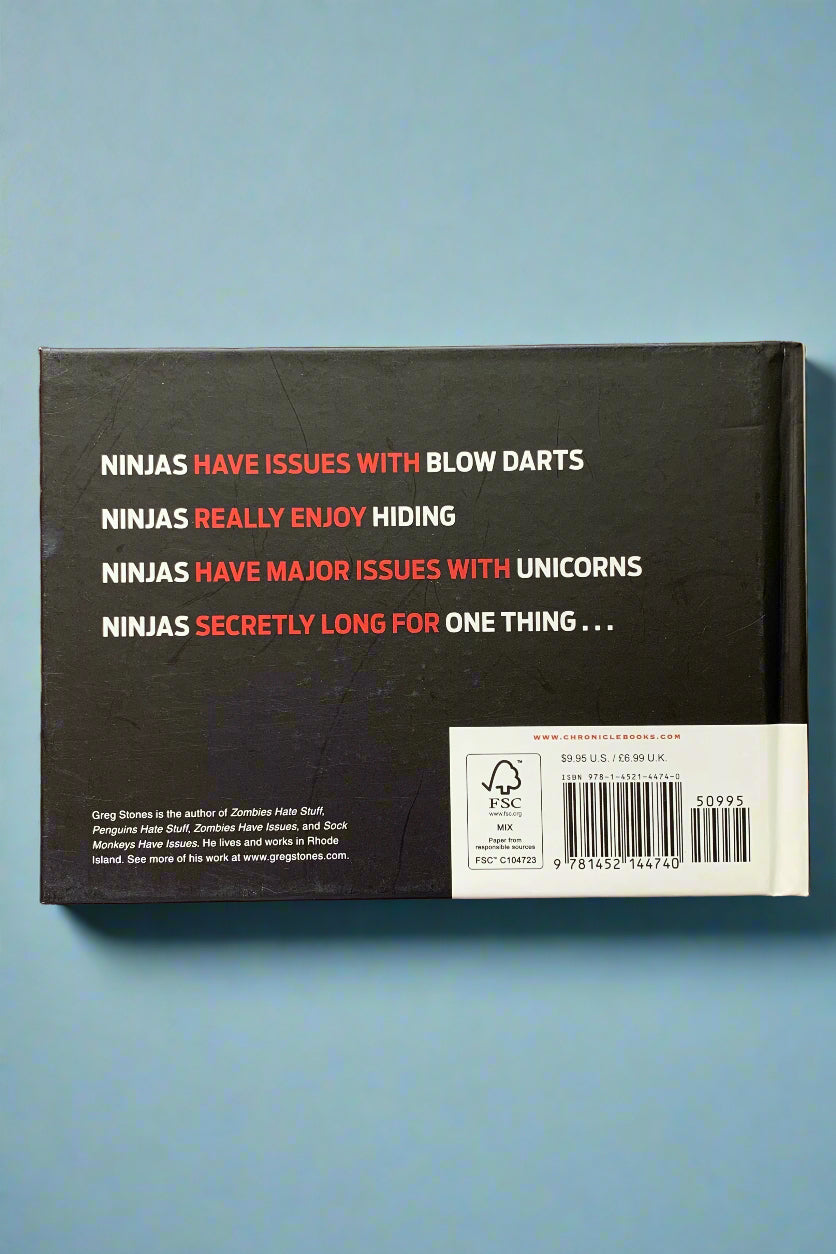 NINJAS HAVE ISSUES WITH BLOW DARTS
NINJAS REALLY ENJOY HIDING
NINJAS HAVE MAJOR ISSUES WITH UNICORNS
NINJAS SECRETLY LONG FOR ONE THING . . .
Greg Stones is the author of Zombies Hate Stuff,
Penguins Hate Stuff, Zombies Have Issues, and Sock
Monkeys Have Issues. He lives and works in Rhode
Island. See more of his work at www.gregstones.com.
WWW.CHRONICLEBOOKS.COM
$9.95 U.S. / £6.99 U.K.
ISBN 978-1-4521-4474-0
50995
9 781452 144740
™
FSC
www.fsc.org
MIX
Paper from
responsible sources
FSC™ C104723